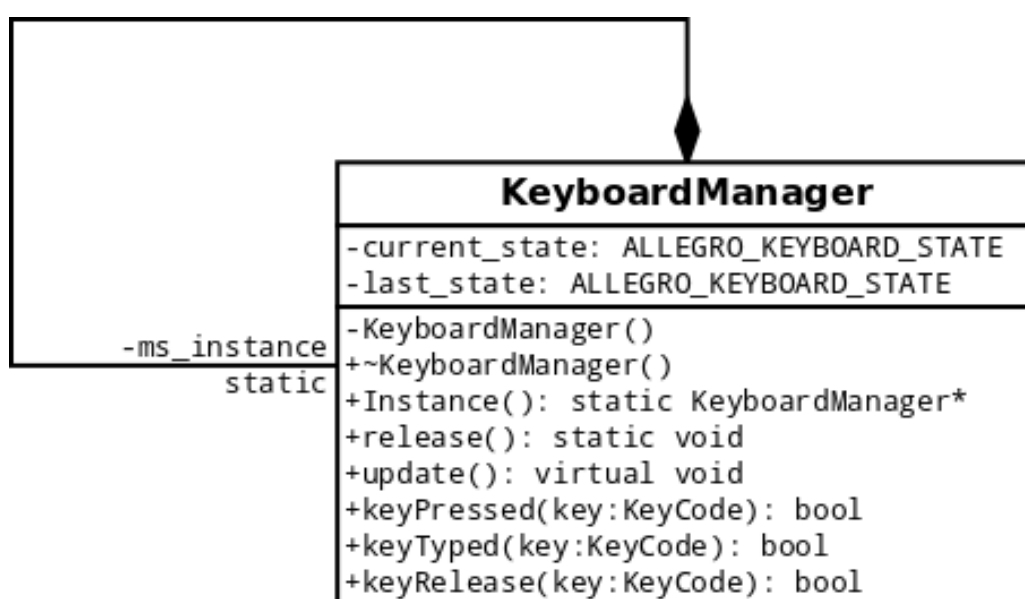 KeyboardManager
-current_state: ALLEGRO_KEYBOARD_STATE
-last_state: ALLEGRO_KEYBOARD_STATE
-ms_instance
static
-KeyboardManager()
+~KeyboardManager()
+Instance(): static KeyboardManager*
+release(): static void
+update(): virtual void
+keyPressed(key:KeyCode): bool
+keyTyped(key:KeyCode): bool
+keyRelease(key:KeyCode): bool